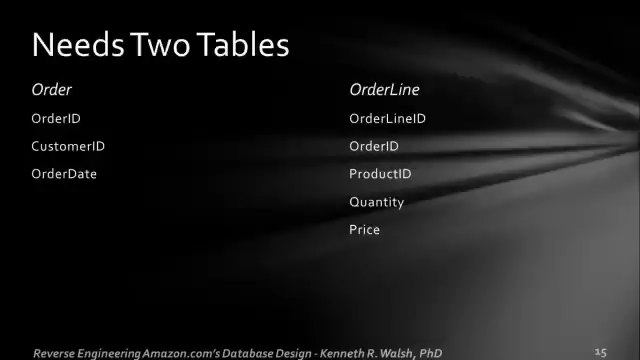 Needs Two Tables
Order
OrderID
CustomerID
OrderDate
OrderLine
OrderLineID
OrderID
ProductID
Quantity
Price
Reverse Engineering Amazon.com's Database Design - Kenneth R. Walsh, PhD
15